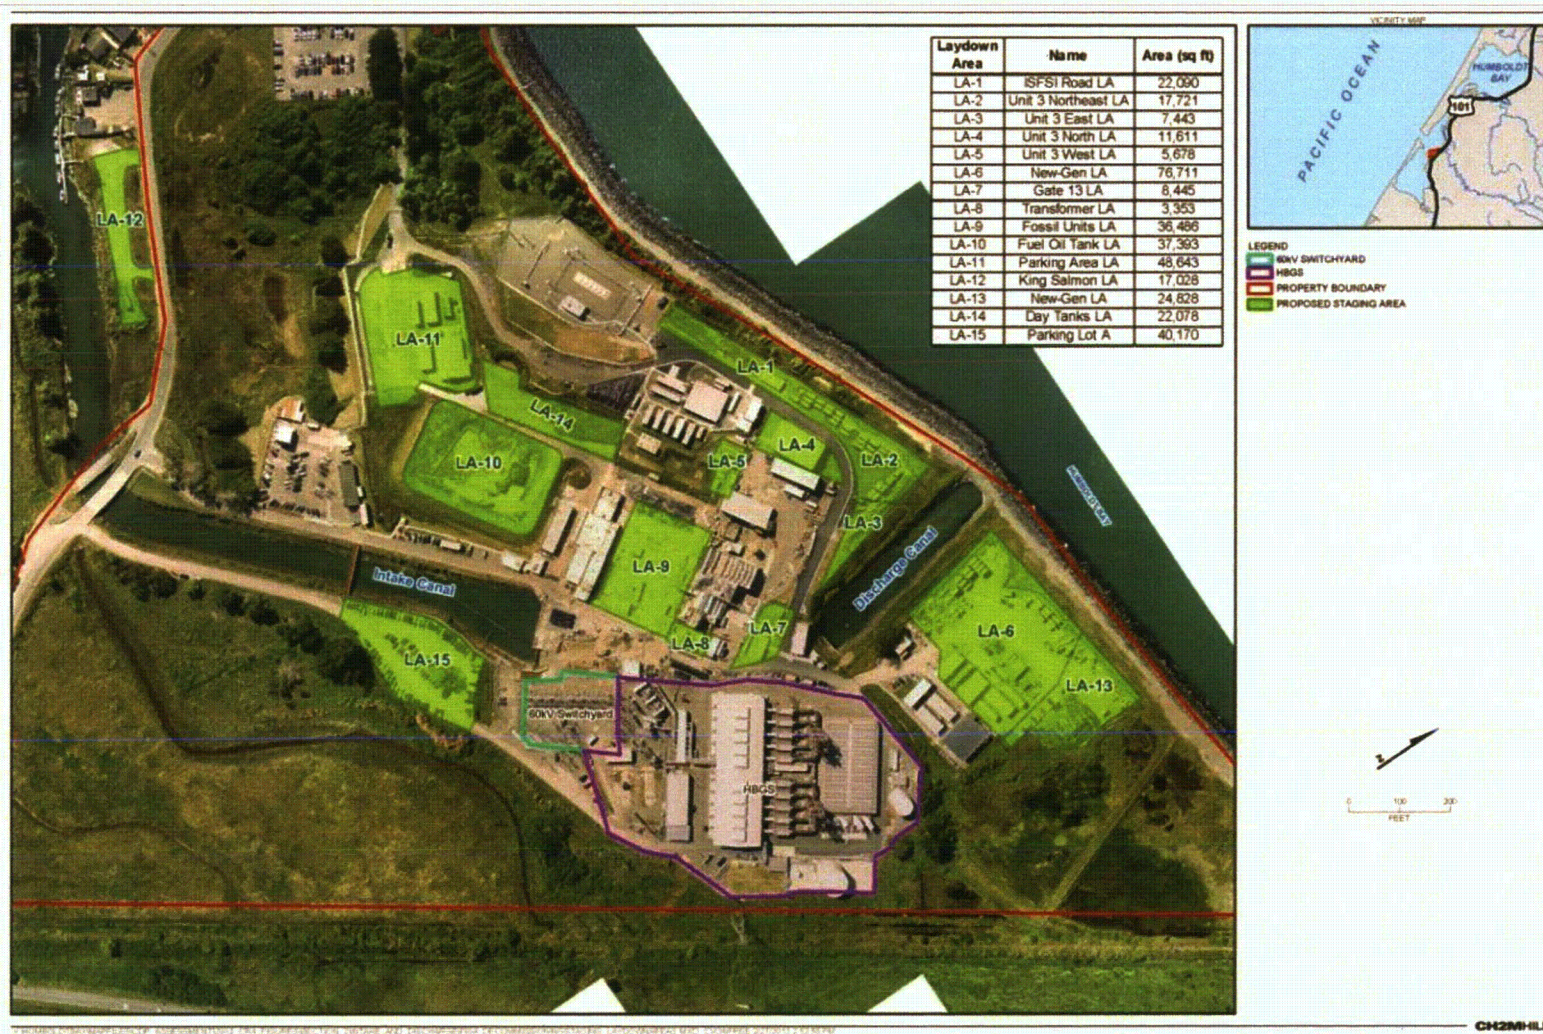 Laydown Area Name Area (sq ft)
LA-1 ISFSI Road LA 22,090
LA-2 Unit 3 Northeast LA 17,721
LA-3 Unit 3 East LA 7,443
LA-4 Unit 3 North LA 11,611
LA-5 Unit 3 West LA 5,678
LA-6 New-Gen LA 76,711
LA-7 Gate 13 LA 8,445
LA-8 Transformer LA 3,353
LA-9 Fossil Units LA 36,486
LA-10 Fuel Oil Tank LA 37,393
LA-11 Parking Area LA 48,643
LA-12 King Salmon LA 17,028
LA-13 New-Gen LA 24,828
LA-14 Day Tanks LA 22,078
LA-15 Parking Lot A 40,170
VICINITY MAP
PACIFIC OCEAN
HUMBOLDT
BAY
101
LEGEND
60kV SWITCHYARD
HBGS
PROPERTY BOUNDARY
PROPOSED STAGING AREA
LA-12
LA-11
LA-1
LA-14
LA-4
LA-10
LA-5
LA-2
HUMBOLDT BAY
LA-3
LA-9
Discharge Canal
Intake Canal
LA-7
LA-6
LA-8
LA-15
LA-13
60kV Switchyard
HBGS
N
0 100 200
FEET
CH2MHILL